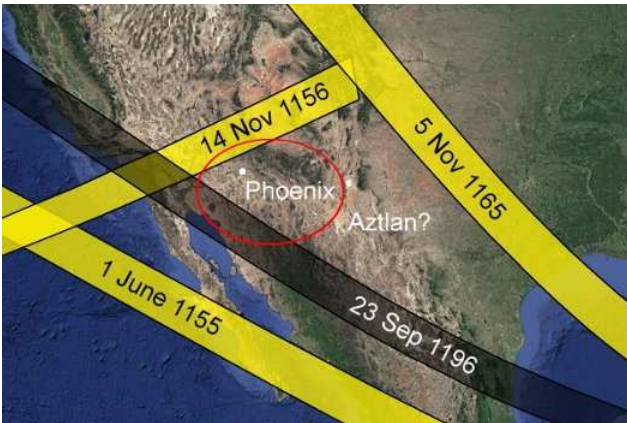 14 Nov 1156
5 Nov 1165
Phoenix
Aztlan?
1 June 1155
23 Sep 1196